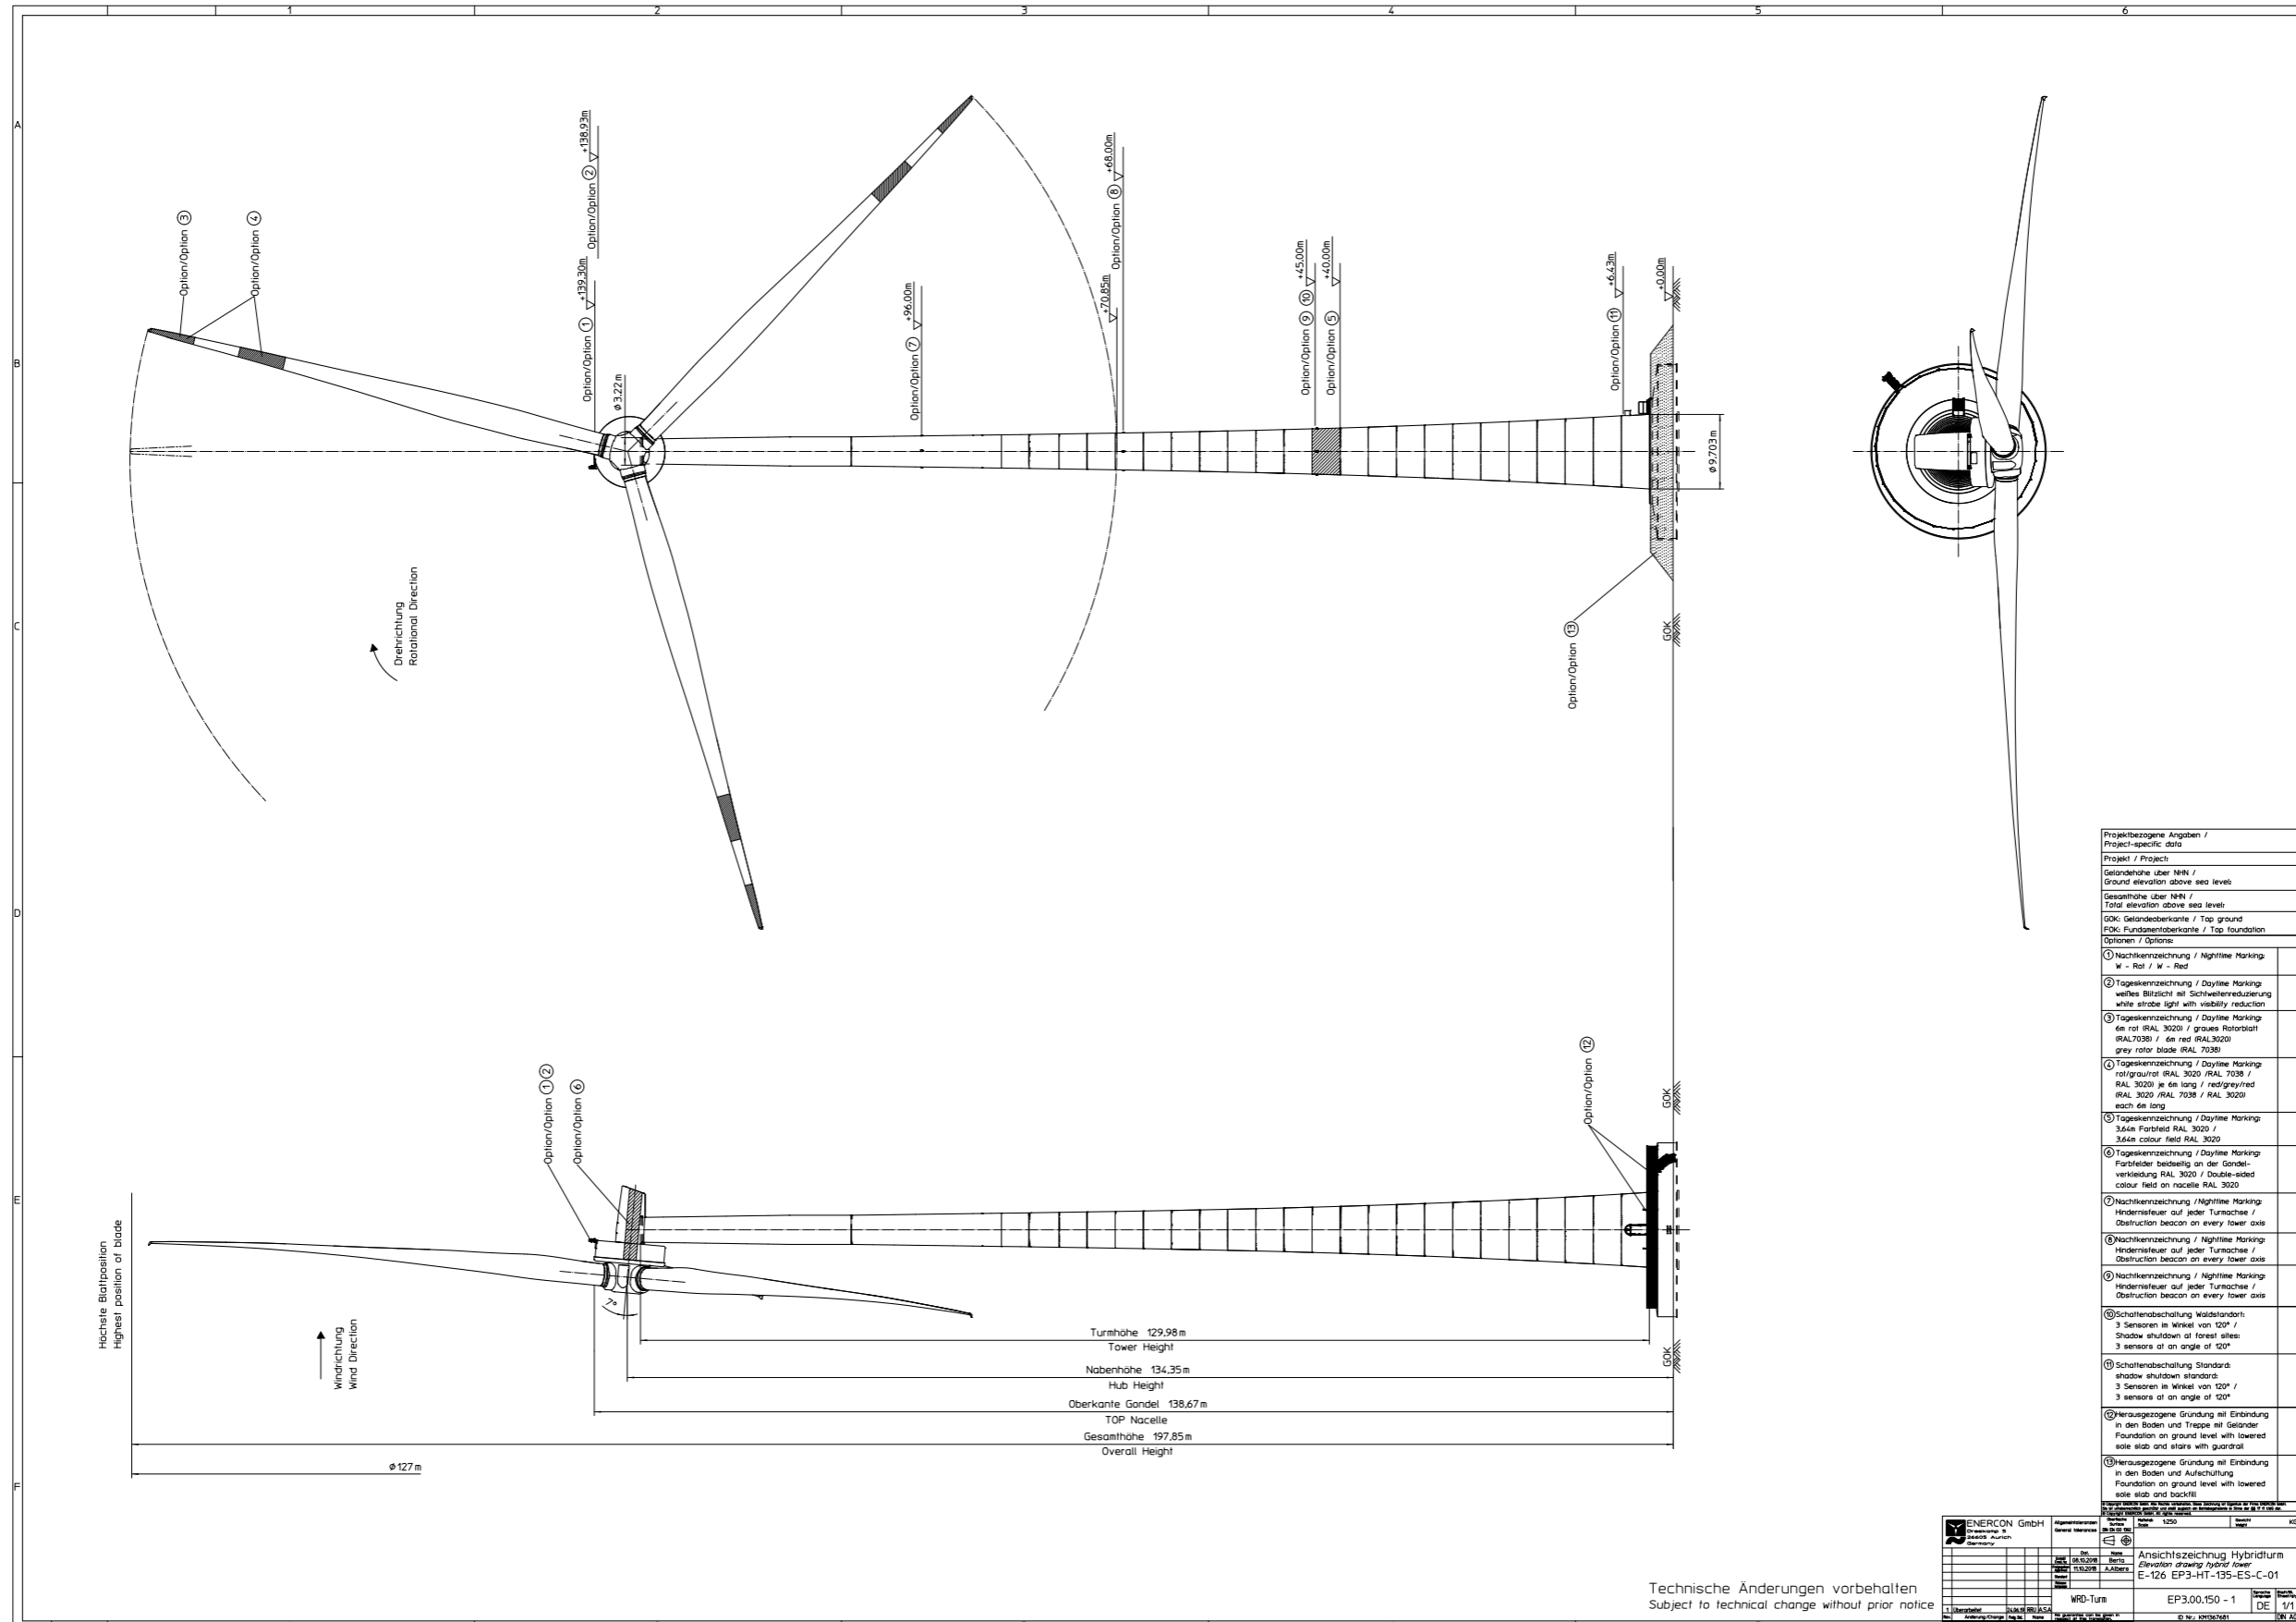 1
2
3
4
5
6
A
B
C
D
E
F
Option/Option ③
Option/Option ④
Option/Option ① +139.30m
Option/Option ② +138.93m
⌀3.22m
Option/Option ⑦ +96.00m
+70.85m
Option/Option ⑧ +68.00m
Option/Option ⑨ ⑩ +45.00m
Option/Option ⑤ +40.00m
Option/Option ⑪ +6.43m
+0.00m
⌀9.703m
Option/Option ⑬
GOK
Drehrichtung
Rotational Direction
Option/Option ①②
Option/Option ⑥
Option/Option ⑫
GOK
7°
Höchste Blattposition
Highest position of blade
Windrichtung
Wind Direction
GOK
Turmhöhe 129,98m
Tower Height
Nabenhöhe 134,35m
Hub Height
Oberkante Gondel 138,67m
TOP Nacelle
Gesamthöhe 197,85m
Overall Height
⌀127m
Projektbezogene Angaben /
Project-specific data
Projekt / Project:
Geländehöhe über NHN /
Ground elevation above sea level:
Gesamthöhe über NHN /
Total elevation above sea level:
GOK: Geländeoberkante / Top ground
FOK: Fundamentoberkante / Top foundation
Optionen / Options:
① Nachtkennzeichnung / Nighttime Marking:
W - Rot / W - Red
② Tageskennzeichnung / Daytime Marking:
weißes Blitzlicht mit Sichtweitenreduzierung
white strobe light with visibility reduction
③ Tageskennzeichnung / Daytime Marking:
6m rot (RAL 3020) / graues Rotorblatt
(RAL7038) / 6m red (RAL3020)
grey rotor blade (RAL 7038)
④ Tageskennzeichnung / Daytime Marking:
rot/grau/rot (RAL 3020 /RAL 7038 /
RAL 3020) je 6m lang / red/grey/red
(RAL 3020 /RAL 7038 / RAL 3020)
each 6m long
⑤ Tageskennzeichnung / Daytime Marking:
3,64m Farbfeld RAL 3020 /
3,64m colour field RAL 3020
⑥ Tageskennzeichnung / Daytime Marking:
Farbfelder beidseitig an der Gondel-
verkleidung RAL 3020 / Double-sided
colour field on nacelle RAL 3020
⑦ Nachtkennzeichnung / Nighttime Marking:
Hindernisfeuer auf jeder Turmachse /
Obstruction beacon on every tower axis
⑧ Nachtkennzeichnung / Nighttime Marking:
Hindernisfeuer auf jeder Turmachse /
Obstruction beacon on every tower axis
⑨ Nachtkennzeichnung / Nighttime Marking:
Hindernisfeuer auf jeder Turmachse /
Obstruction beacon on every tower axis
⑩ Schattenabschaltung Waldstandort:
3 Sensoren im Winkel von 120° /
Shadow shutdown at forest sites:
3 sensors at an angle of 120°
⑪ Schattenabschaltung Standard:
shadow shutdown standard:
3 Sensoren im Winkel von 120° /
3 sensors at an angle of 120°
⑫ Herausgezogene Gründung mit Einbindung
in den Boden und Treppe mit Geländer
Foundation on ground level with lowered
sole slab and stairs with guardrail
⑬ Herausgezogene Gründung mit Einbindung
in den Boden und Aufschüttung
Foundation on ground level with lowered
sole slab and backfill
ENERCON GmbH
Dreekamp 5
26605 Aurich
Germany
Allgemeintoleranzen
General tolerances
1:250
08.10.2018 Berta
11.10.2018 A.Albers
Ansichtszeichnug Hybridturm
Elevation drawing hybrid tower
E-126 EP3-HT-135-ES-C-01
WRD-Turm
EP3.00.150 - 1
DE
1/1
Technische Änderungen vorbehalten
Subject to technical change without prior notice